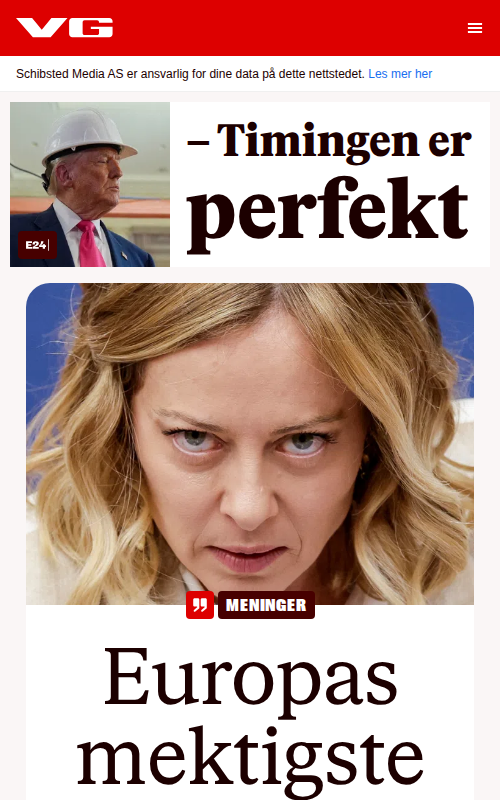 VG
Schibsted Media AS er ansvarlig for dine data på dette nettstedet. Les mer her
– Timingen er
perfekt
E24
MENINGER
Europas
mektigste